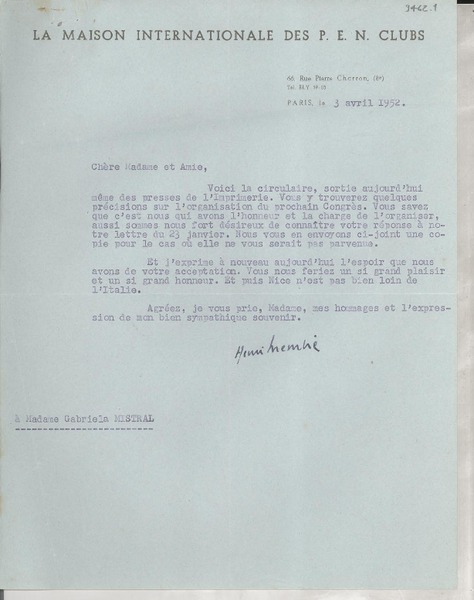 3462.1
LA MAISON INTERNATIONALE DES P. E. N. CLUBS
66, Rue Pierre Charron, (8e)
PARIS, le 3 avril 1952.
Chère Madame et Amie,
Voici la circulaire, sortie aujourd'hui
même des presses de l'imprimerie. Vous y trouverez quelques
précisions sur l'organisation du prochain Congrès. Vous savez
que c'est nous qui avons l'honneur et la charge de l'organiser,
aussi sommes nous fort désireux de connaître votre réponse à no-
tre lettre du 23 janvier. Nous vous en envoyons ci-joint une co-
pie pour le cas où elle ne vous serait pas parvenue.
Et j'exprime à nouveau aujourd'hui l'espoir que nous
avons de votre acceptation. Vous nous feriez un si grand plaisir
et un si grand honneur. Et puis Nice n'est pas bien loin de
l'Italie.
Agréez, je vous prie, Madame, mes hommages et l'expres-
sion de mon bien sympathique souvenir.
Henri Membré
à Madame Gabriela MISTRAL